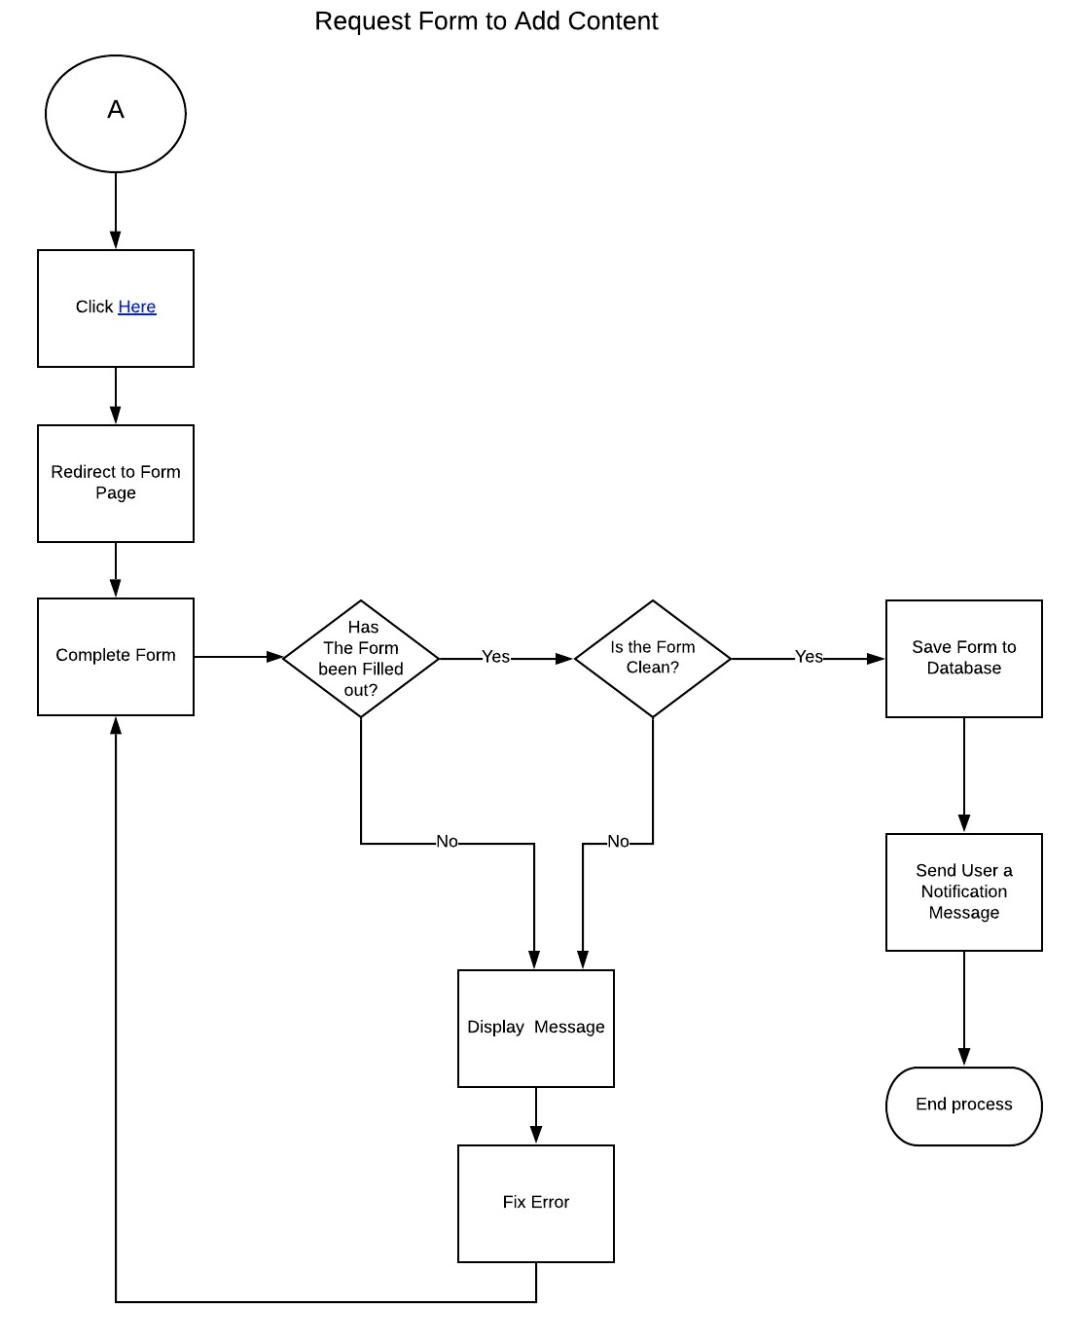 Request Form to Add Content
A
Click Here
Redirect to Form
Page
Complete Form
Has
The Form
been Filled
out?
Yes
Is the Form
Clean?
Yes
Save Form to
Database
No
No
Send User a
Notification
Message
Display  Message
End process
Fix Error